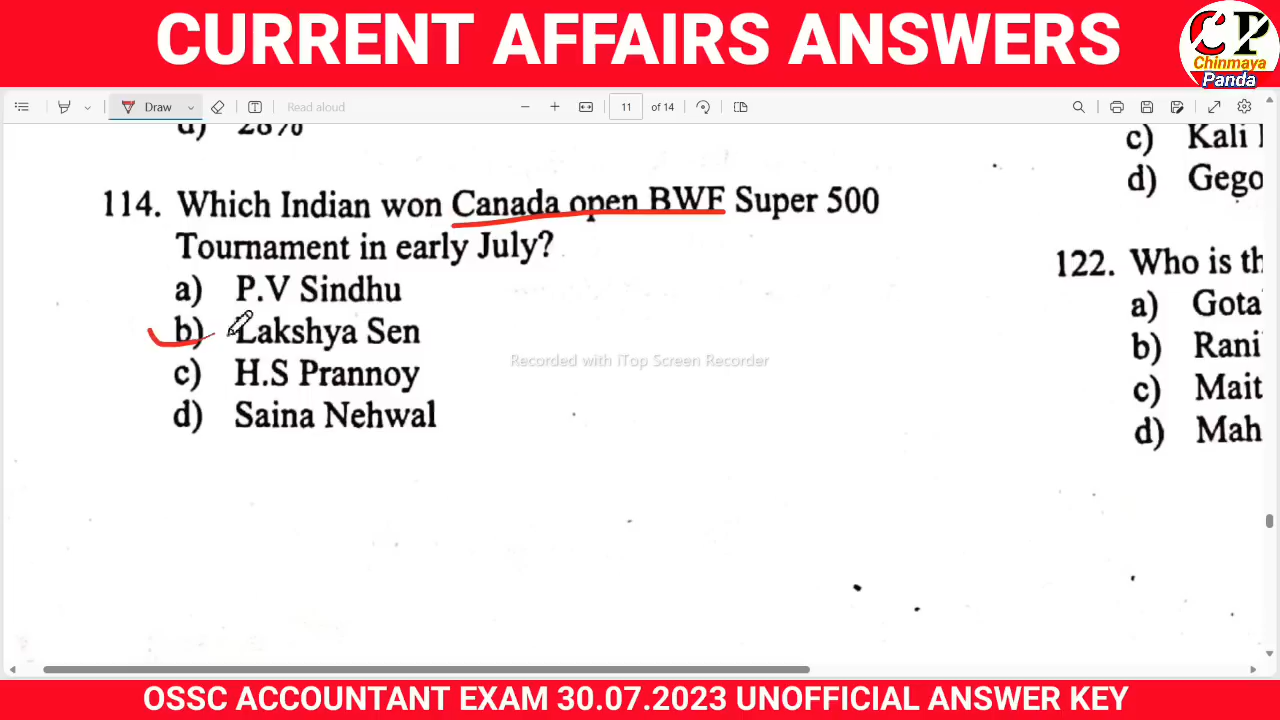 CURRENT AFFAIRS ANSWERS
CP
Chinmaya
Panda
Draw
Read aloud
11 of 14
d) 28%
114. Which Indian won Canada open BWF Super 500
Tournament in early July?
a) P.V Sindhu
b) Lakshya Sen
c) H.S Prannoy
d) Saina Nehwal
Recorded with iTop Screen Recorder
c) Kali
d) Gego
122. Who is th
a) Gota
b) Rani
c) Mait
d) Mah
OSSC ACCOUNTANT EXAM 30.07.2023 UNOFFICIAL ANSWER KEY